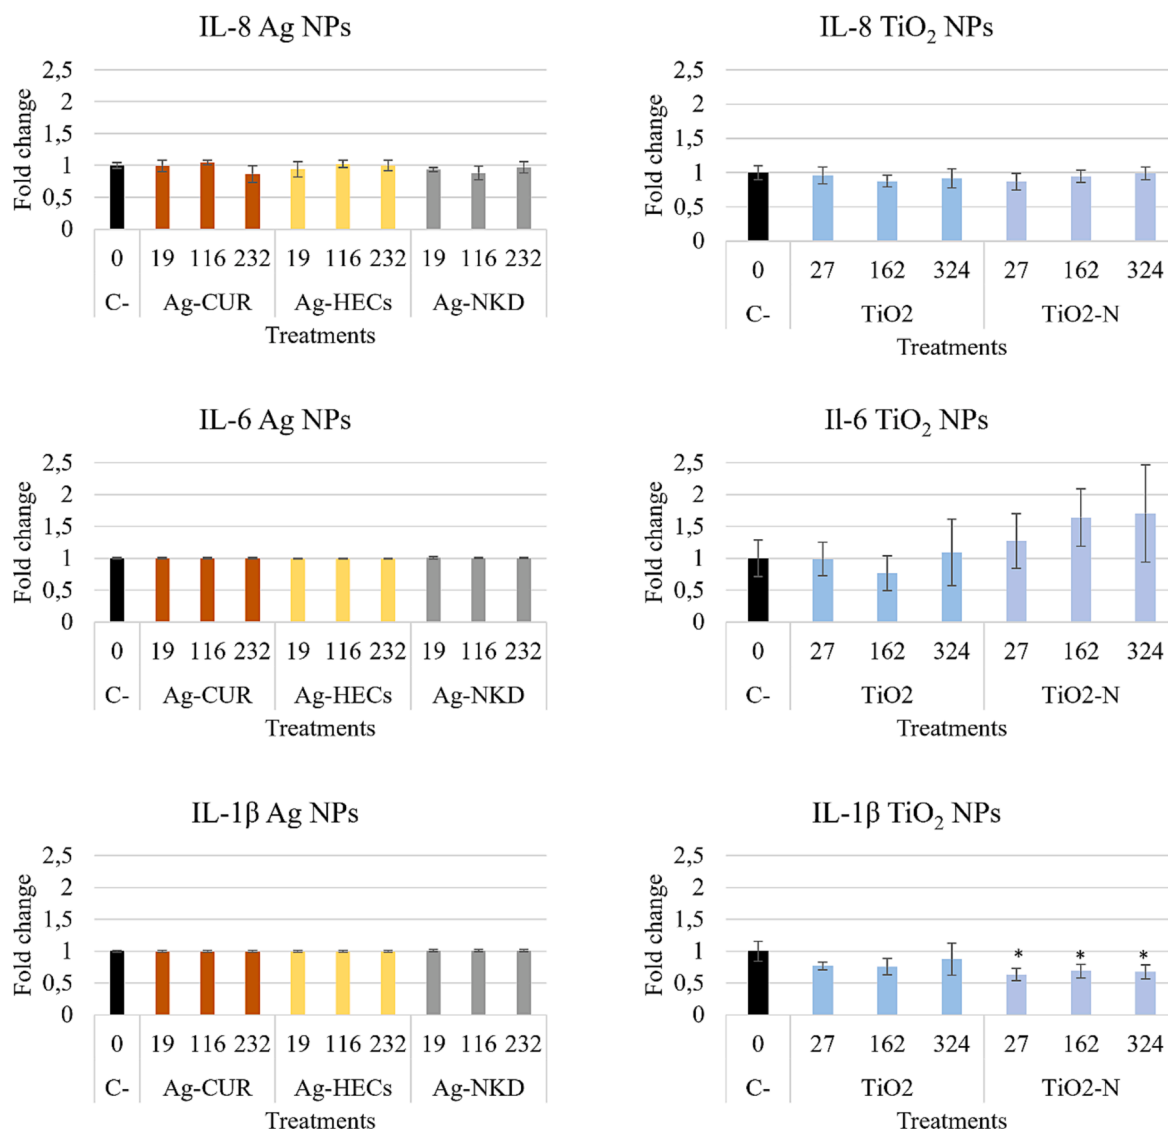 IL-8 Ag NPs
Fold change
2,5
2
1,5
1
0,5
0
0 19 116 232 19 116 232 19 116 232
C- Ag-CUR Ag-HECs Ag-NKD
Treatments
IL-8 TiO₂ NPs
Fold change
2,5
2
1,5
1
0,5
0
0 27 162 324 27 162 324
C- TiO2 TiO2-N
Treatments
IL-6 Ag NPs
Fold change
2,5
2
1,5
1
0,5
0
0 19 116 232 19 116 232 19 116 232
C- Ag-CUR Ag-HECs Ag-NKD
Treatments
Il-6 TiO₂ NPs
Fold change
2,5
2
1,5
1
0,5
0
0 27 162 324 27 162 324
C- TiO2 TiO2-N
Treatments
IL-1β Ag NPs
Fold change
2,5
2
1,5
1
0,5
0
0 19 116 232 19 116 232 19 116 232
C- Ag-CUR Ag-HECs Ag-NKD
Treatments
IL-1β TiO₂ NPs
Fold change
2,5
2
1,5
1
0,5
0
* * *
0 27 162 324 27 162 324
C- TiO2 TiO2-N
Treatments